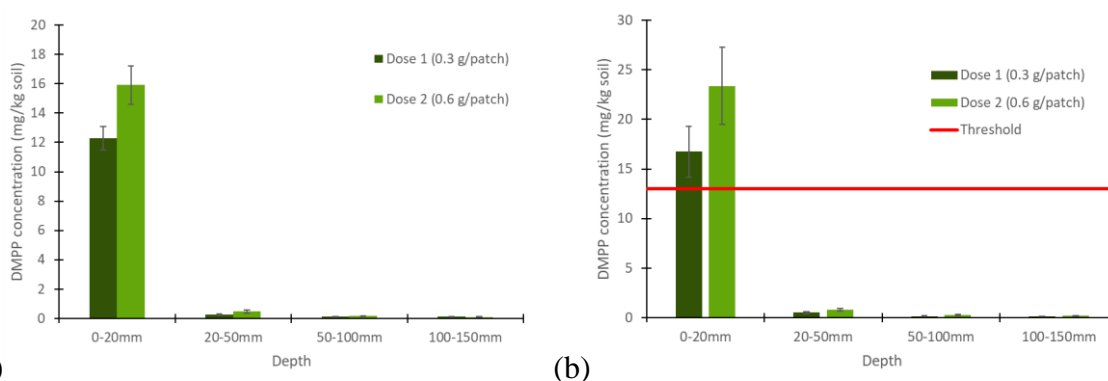 DMPP concentration (mg/kg soil)
20
18
16
14
12
10
8
6
4
2
0
Dose 1 (0.3 g/patch)
Dose 2 (0.6 g/patch)
0-20mm 20-50mm 50-100mm 100-150mm
Depth
)
(b)
DMPP concentration (mg/kg soil)
30
25
20
15
10
5
0
Dose 1 (0.3 g/patch)
Dose 2 (0.6 g/patch)
Threshold
0-20mm 20-50mm 50-100mm 100-150mm
Depth